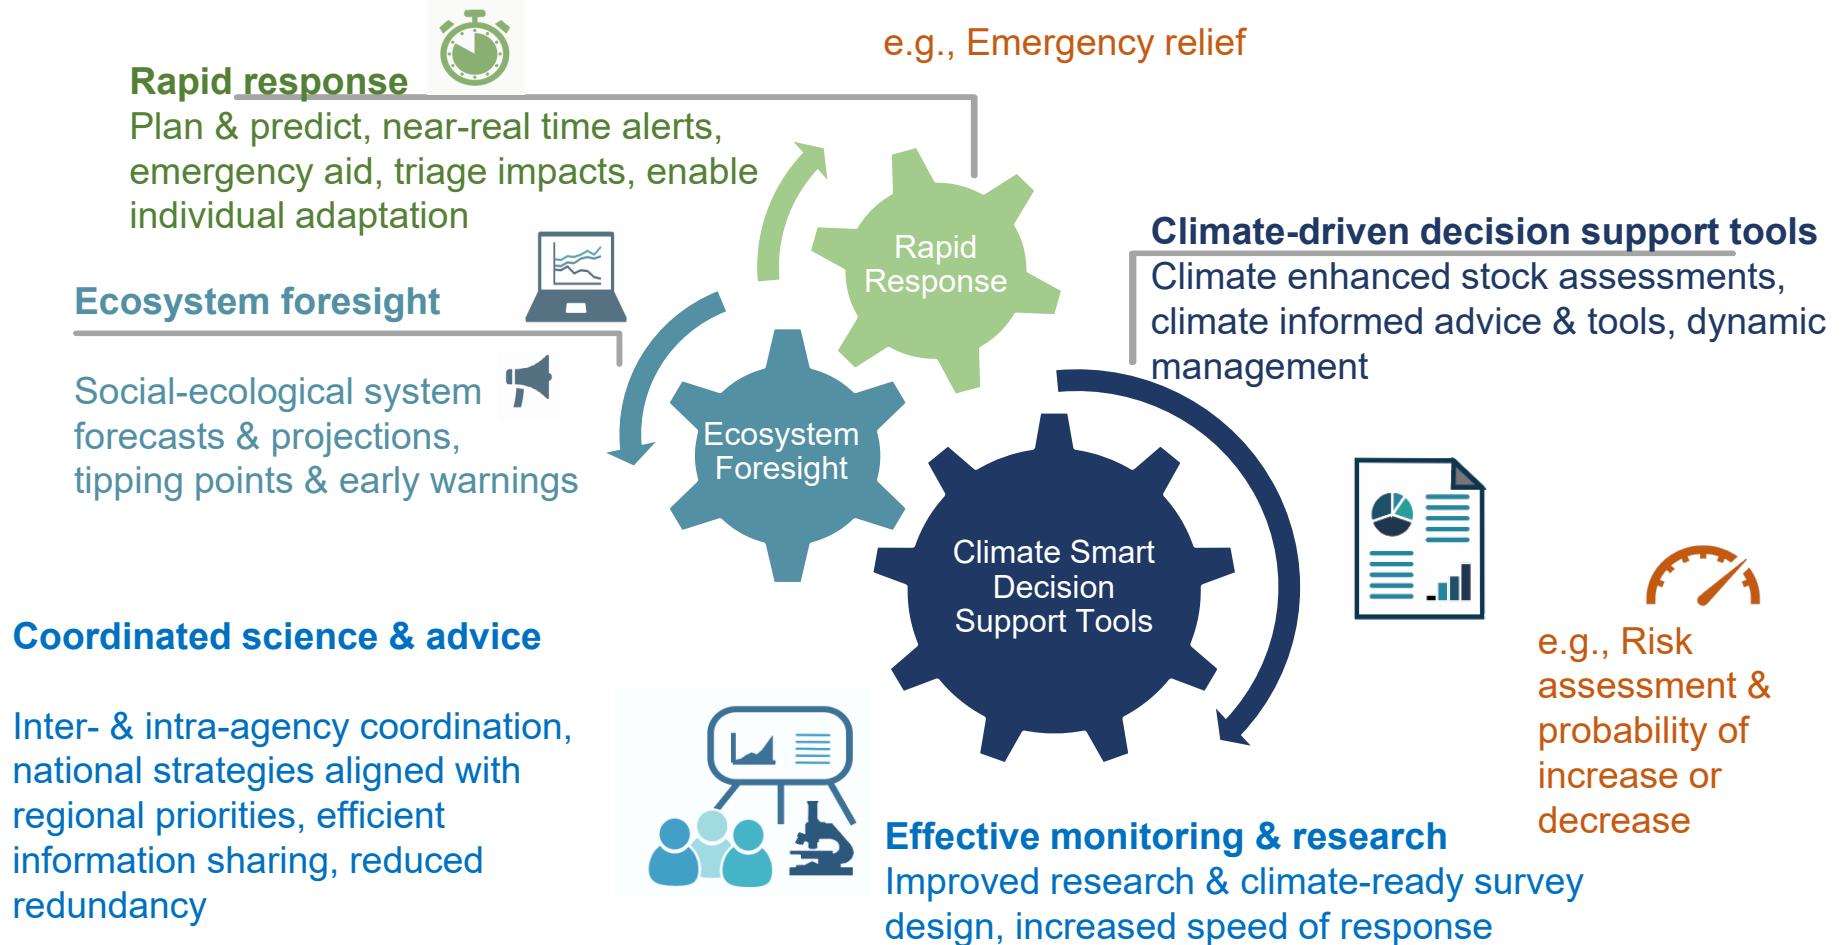 e.g., Emergency relief
Rapid response
Plan & predict, near-real time alerts,
emergency aid, triage impacts, enable
individual adaptation
Rapid
Response
Climate-driven decision support tools
Climate enhanced stock assessments,
climate informed advice & tools, dynamic
management
Ecosystem foresight
Social-ecological system
forecasts & projections,
tipping points & early warnings
Ecosystem
Foresight
Climate Smart
Decision
Support Tools
e.g., Risk
assessment &
probability of
increase or
decrease
Coordinated science & advice
Inter- & intra-agency coordination,
national strategies aligned with
regional priorities, efficient
information sharing, reduced
redundancy
Effective monitoring & research
Improved research & climate-ready survey
design, increased speed of response